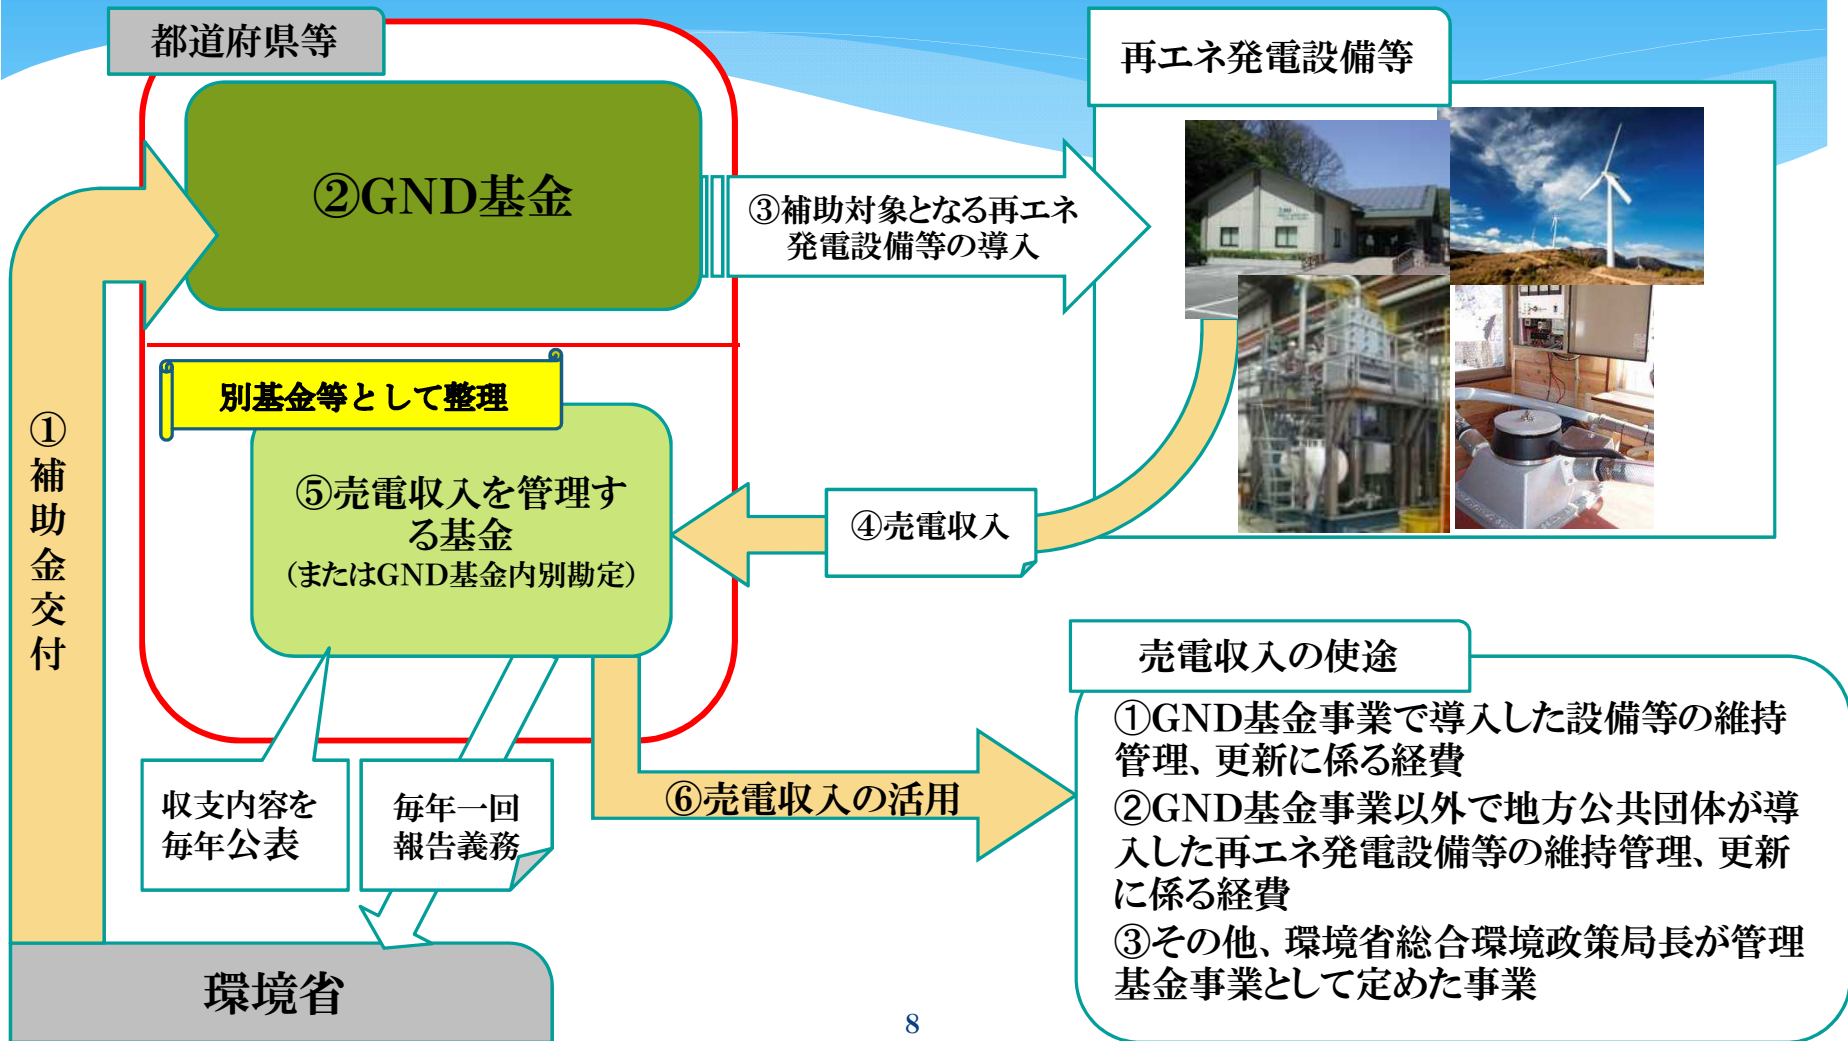 都道府県等
再エネ発電設備等
②GND基金
③補助対象となる再エネ
発電設備等の導入
別基金等として整理
①補助金交付
⑤売電収入を管理す
る基金
（またはGND基金内別勘定）
④売電収入
売電収入の使途
①GND基金事業で導入した設備等の維持
管理、更新に係る経費
②GND基金事業以外で地方公共団体が導
入した再エネ発電設備等の維持管理、更新
に係る経費
③その他、環境省総合環境政策局長が管理
基金事業として定めた事業
⑥売電収入の活用
収支内容を
毎年公表
毎年一回
報告義務
環境省
8